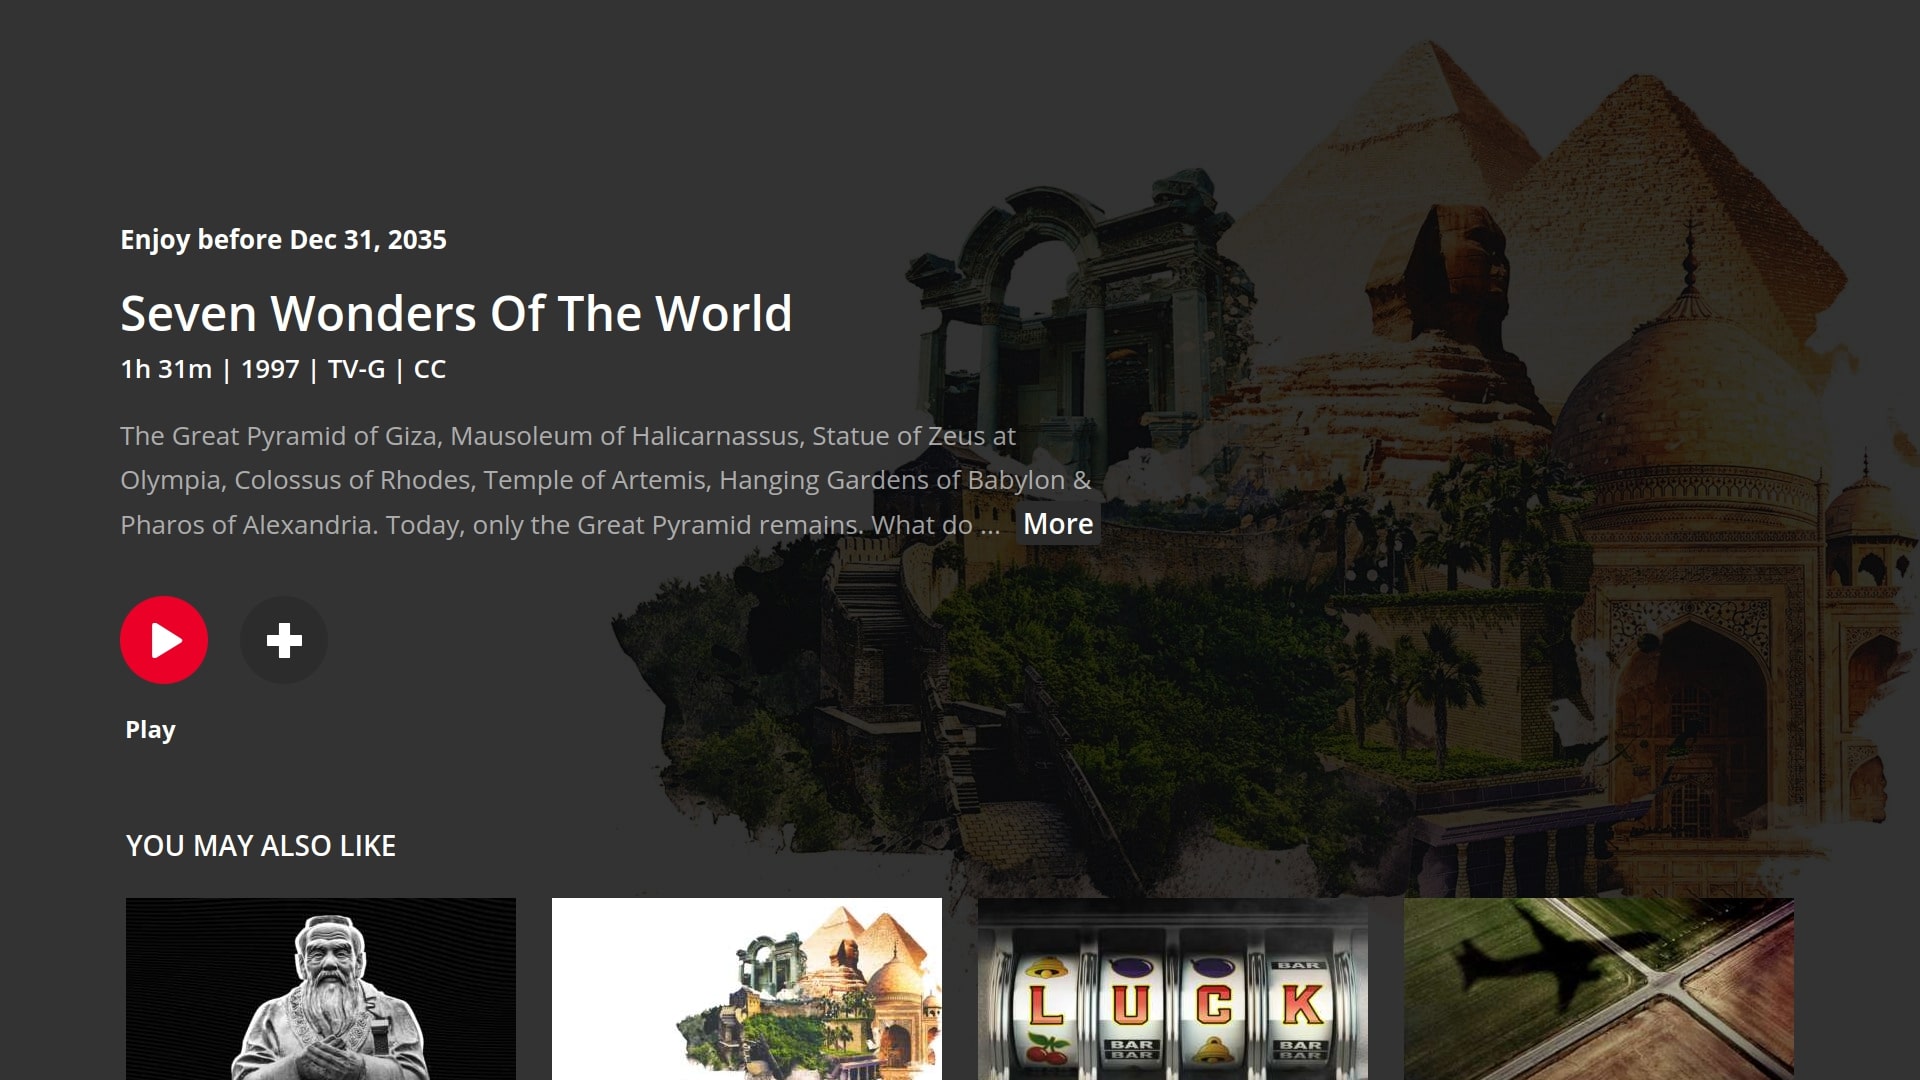 Enjoy before Dec 31, 2035
Seven Wonders Of The World
1h 31m | 1997 | TV-G | CC
The Great Pyramid of Giza, Mausoleum of Halicarnassus, Statue of Zeus at
Olympia, Colossus of Rhodes, Temple of Artemis, Hanging Gardens of Babylon &
Pharos of Alexandria. Today, only the Great Pyramid remains. What do ... More
Play
YOU MAY ALSO LIKE
BAR
L U C K
BAR BAR
BAR BAR